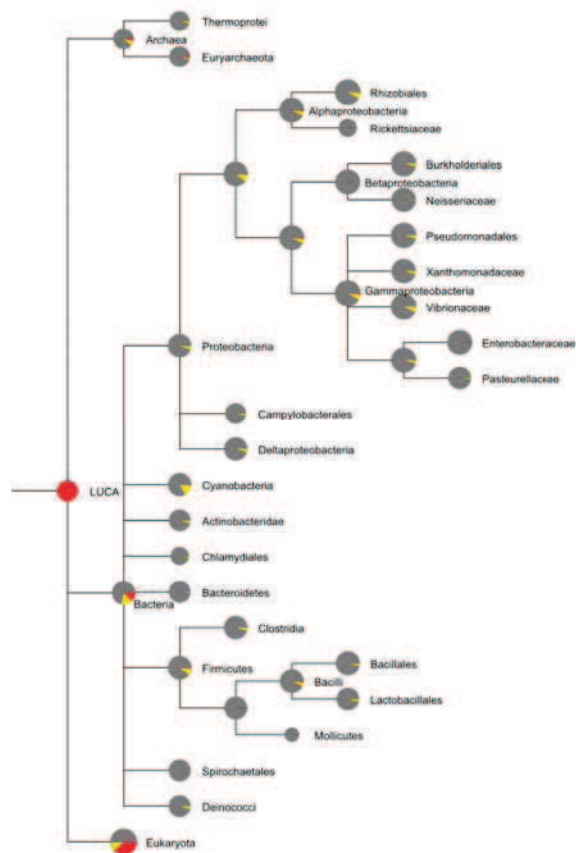 Thermoprotei
Archaea
Euryarchaeota
Rhizobiales
Alphaproteobacteria
Rickettsiaceae
Burkholderiales
Betaproteobacteria
Neisseriaceae
Pseudomonadales
Xanthomonadaceae
Gammaproteobacteria
Vibrionaceae
Enterobacteraceae
Proteobacteria
Pasteurellaceae
Campylobacterales
Deltaproteobacteria
Cyanobacteria
LUCA
Actinobacteridae
Chlamydiales
Bacteroidetes
Bacteria
Clostridia
Bacillales
Firmicutes
Bacilli
Lactobacillales
Mollicutes
Spirochaetales
Deinococci
Eukaryota